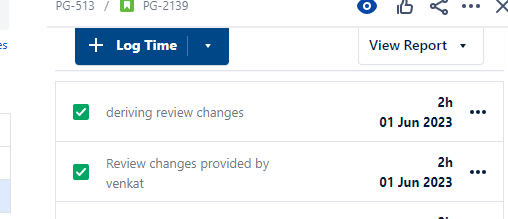 PG-513 / PG-2139
es
Log Time
View Report
deriving review changes
2h
01 Jun 2023
Review changes provided by
venkat
2h
01 Jun 2023